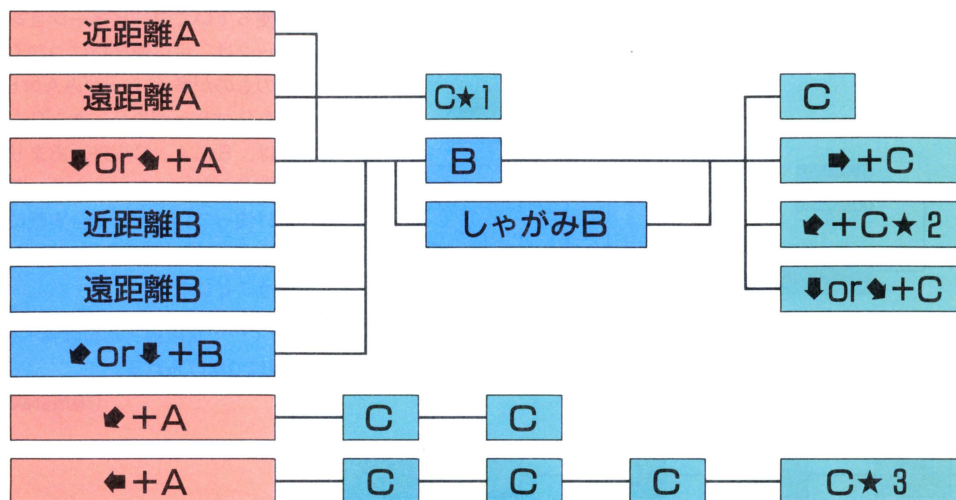 近距離A
遠距離A C★1 C
⬇or⬊+A B ➡+C
近距離B しゃがみB ⬋+C★2
遠距離B ⬇or⬊+C
⬋or⬇+B
⬋+A C C
⬅+A C C C C★3